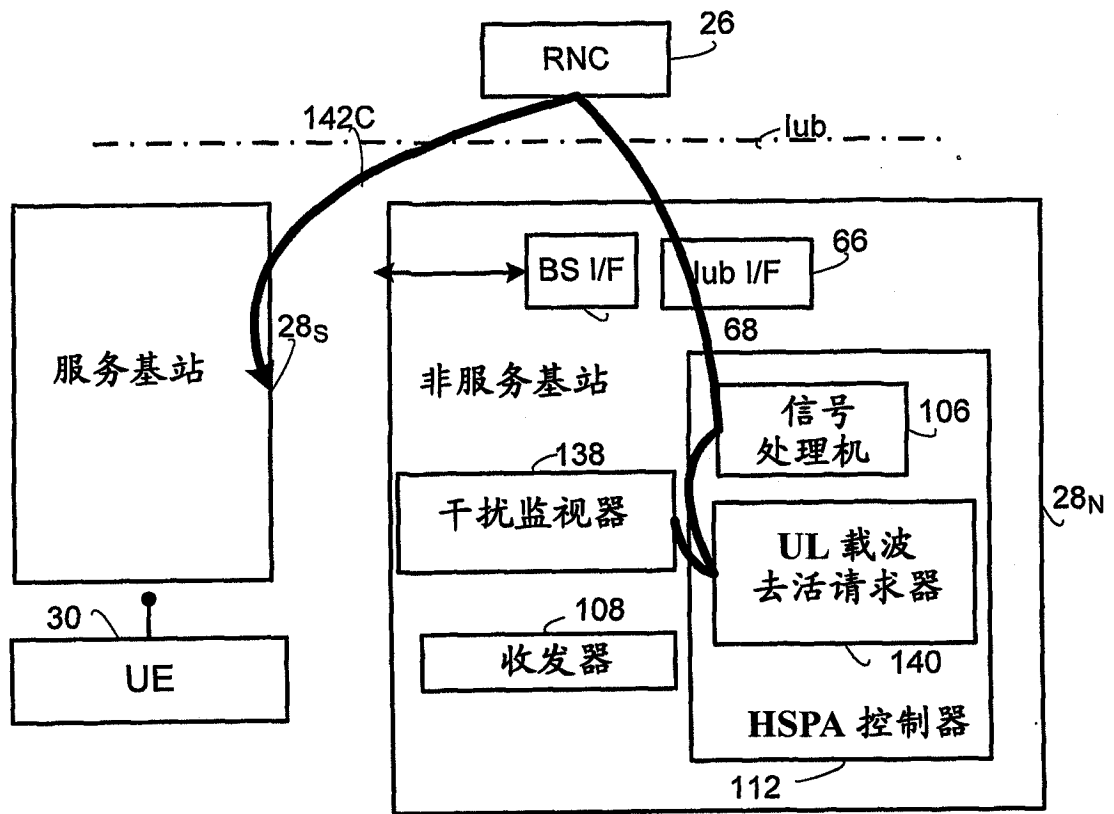 26
RNC
142C
Iub
BS I/F
Iub I/F
66
68
28S
服务基站
非服务基站
信号
处理机
106
138
干扰监视器
28N
UL 载波
去活请求器
30
108
UE
收发器
140
HSPA 控制器
112